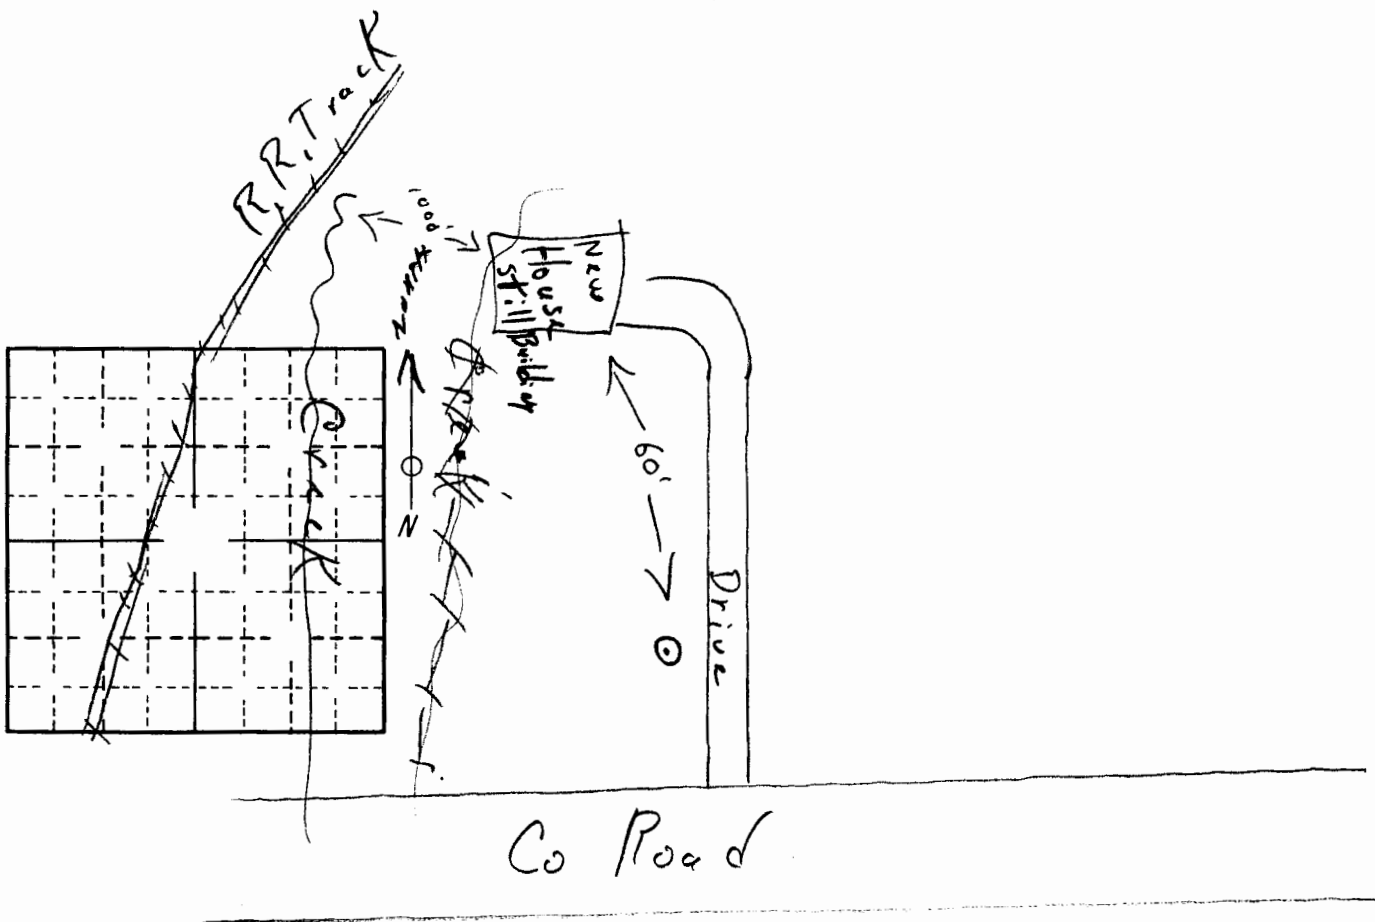 R, R, Track
1000'
New
House
still Building
N
Creek
Creek
N
60'
Drive
Co Road